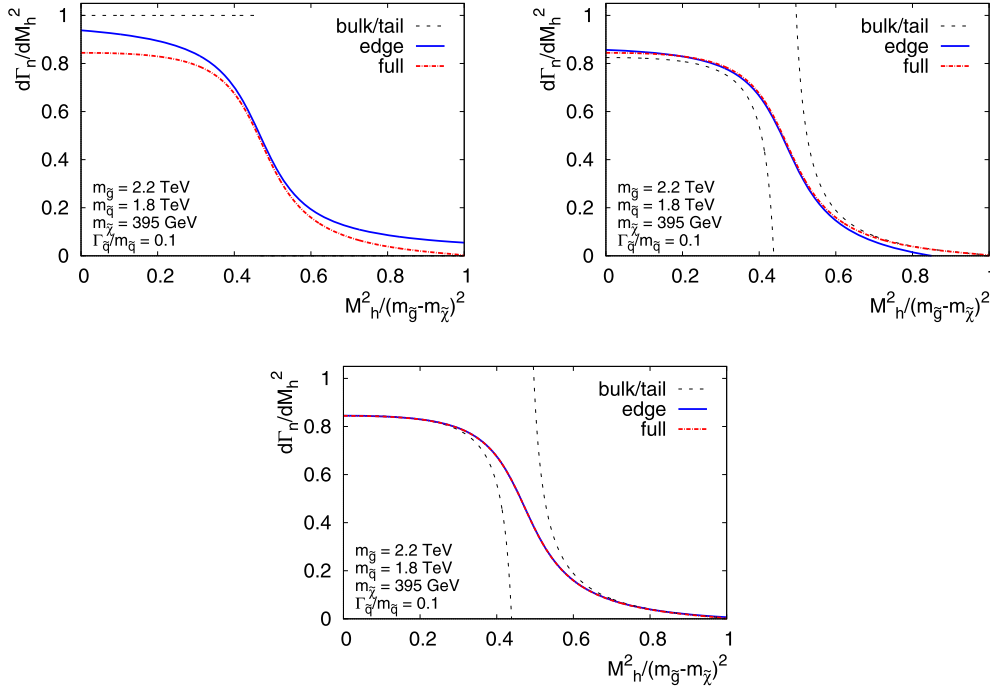 dΓn/dMh²
1
0.8
0.6
0.4
0.2
0
bulk/tail
edge
full
mg̃ = 2.2 TeV
mq̃ = 1.8 TeV
mχ̃ = 395 GeV
Γq̃/mq̃ = 0.1
0 0.2 0.4 0.6 0.8 1
M²h/(mg̃-mχ̃)²
dΓn/dMh²
1
0.8
0.6
0.4
0.2
0
bulk/tail
edge
full
mg̃ = 2.2 TeV
mq̃ = 1.8 TeV
mχ̃ = 395 GeV
Γq̃/mq̃ = 0.1
0 0.2 0.4 0.6 0.8 1
M²h/(mg̃-mχ̃)²
dΓn/dMh²
1
0.8
0.6
0.4
0.2
0
bulk/tail
edge
full
mg̃ = 2.2 TeV
mq̃ = 1.8 TeV
mχ̃ = 395 GeV
Γq̃/mq̃ = 0.1
0 0.2 0.4 0.6 0.8 1
M²h/(mg̃-mχ̃)²